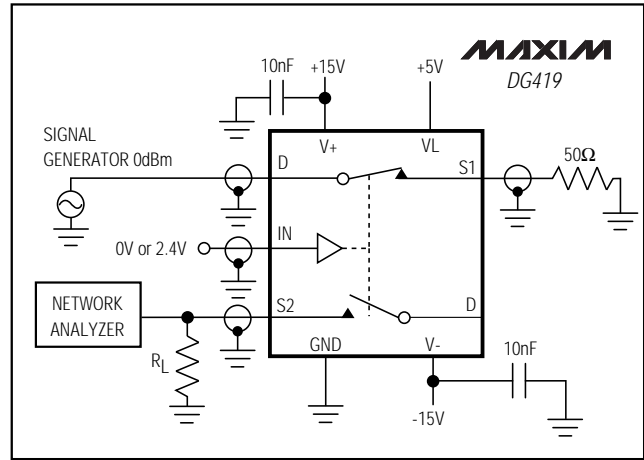 MAXIM
DG419
10nF
+15V
+5V
V+
VL
SIGNAL
GENERATOR 0dBm
D
S1
50Ω
0V or 2.4V
IN
NETWORK
ANALYZER
S2
D
RL
GND
V-
10nF
-15V